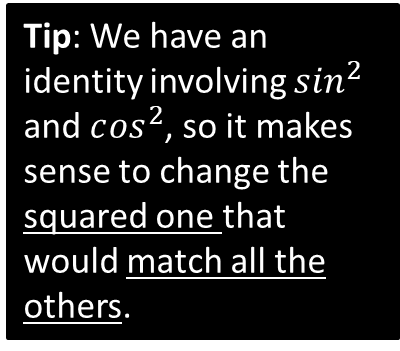 Tip: We have an
identity involving sin²
and cos², so it makes
sense to change the
squared one that
would match all the
others.